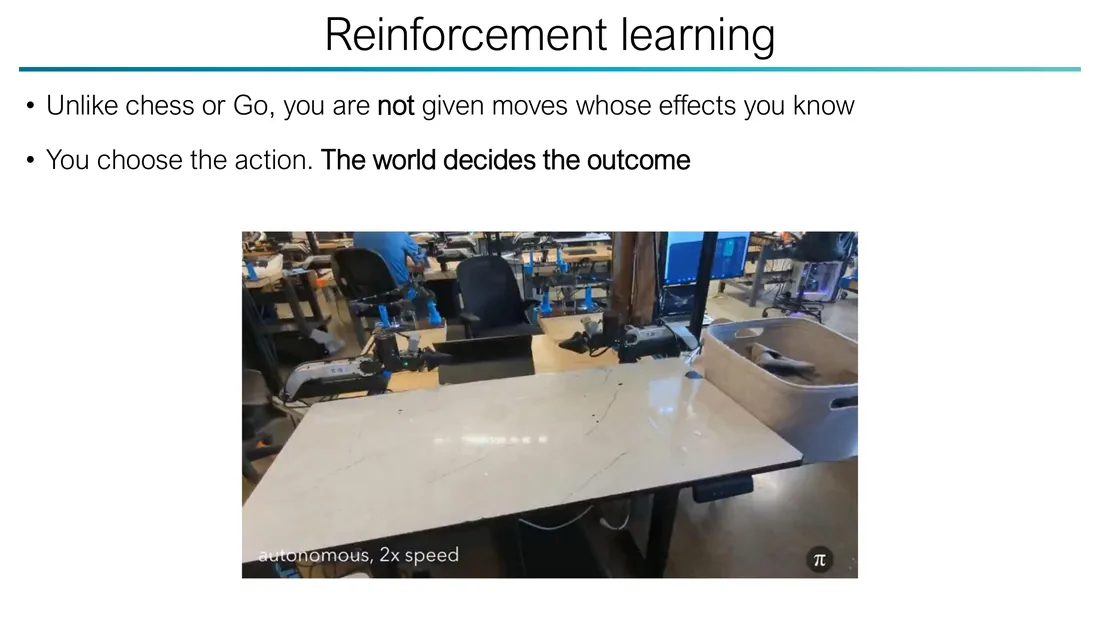 Reinforcement learning
• Unlike chess or Go, you are not given moves whose effects you know
• You choose the action. The world decides the outcome
autonomous, 2x speed
π